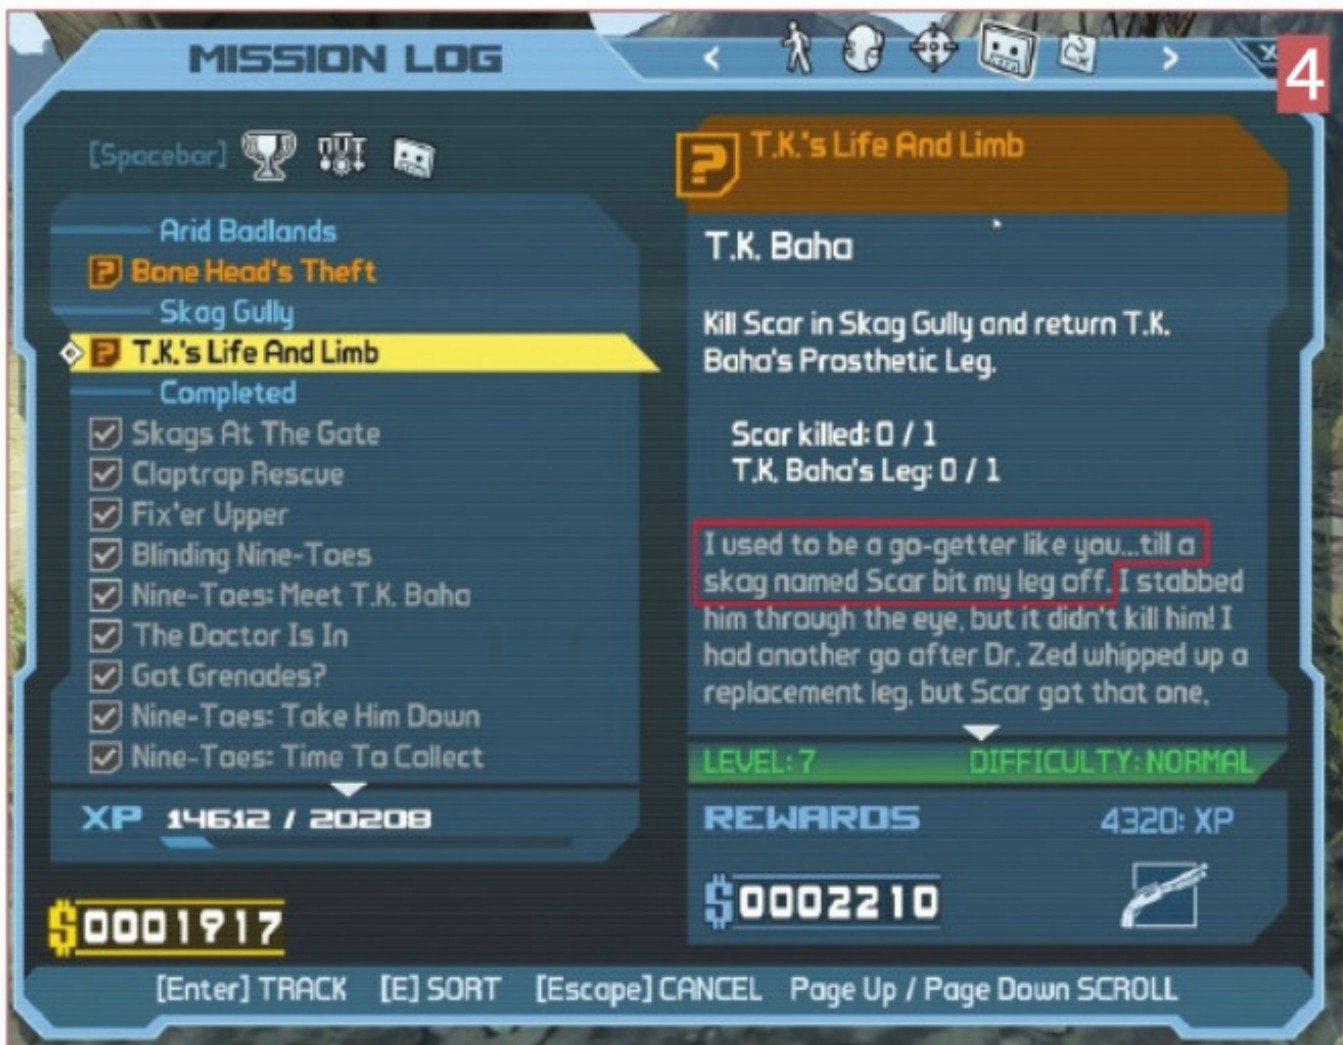 MISSION LOG
4
[Spacebar]
Arid Badlands
Bone Head's Theft
Skag Gully
T.K.'s Life And Limb
Completed
Skags At The Gate
Claptrap Rescue
Fix'er Upper
Blinding Nine-Toes
Nine-Toes: Meet T.K. Baha
The Doctor Is In
Got Grenades?
Nine-Toes: Take Him Down
Nine-Toes: Time To Collect
XP 14612 / 20208
$0001917
T.K.'s Life And Limb
T.K. Baha
Kill Scar in Skag Gully and return T.K.
Baha's Prosthetic Leg.
Scar killed: 0 / 1
T.K. Baha's Leg: 0 / 1
I used to be a go-getter like you...till a
skag named Scar bit my leg off. I stabbed
him through the eye, but it didn't kill him! I
had another go after Dr. Zed whipped up a
replacement leg, but Scar got that one.
LEVEL: 7 DIFFICULTY: NORMAL
REWARDS 4320: XP
$0002210
[Enter] TRACK [E] SORT [Escape] CANCEL Page Up / Page Down SCROLL